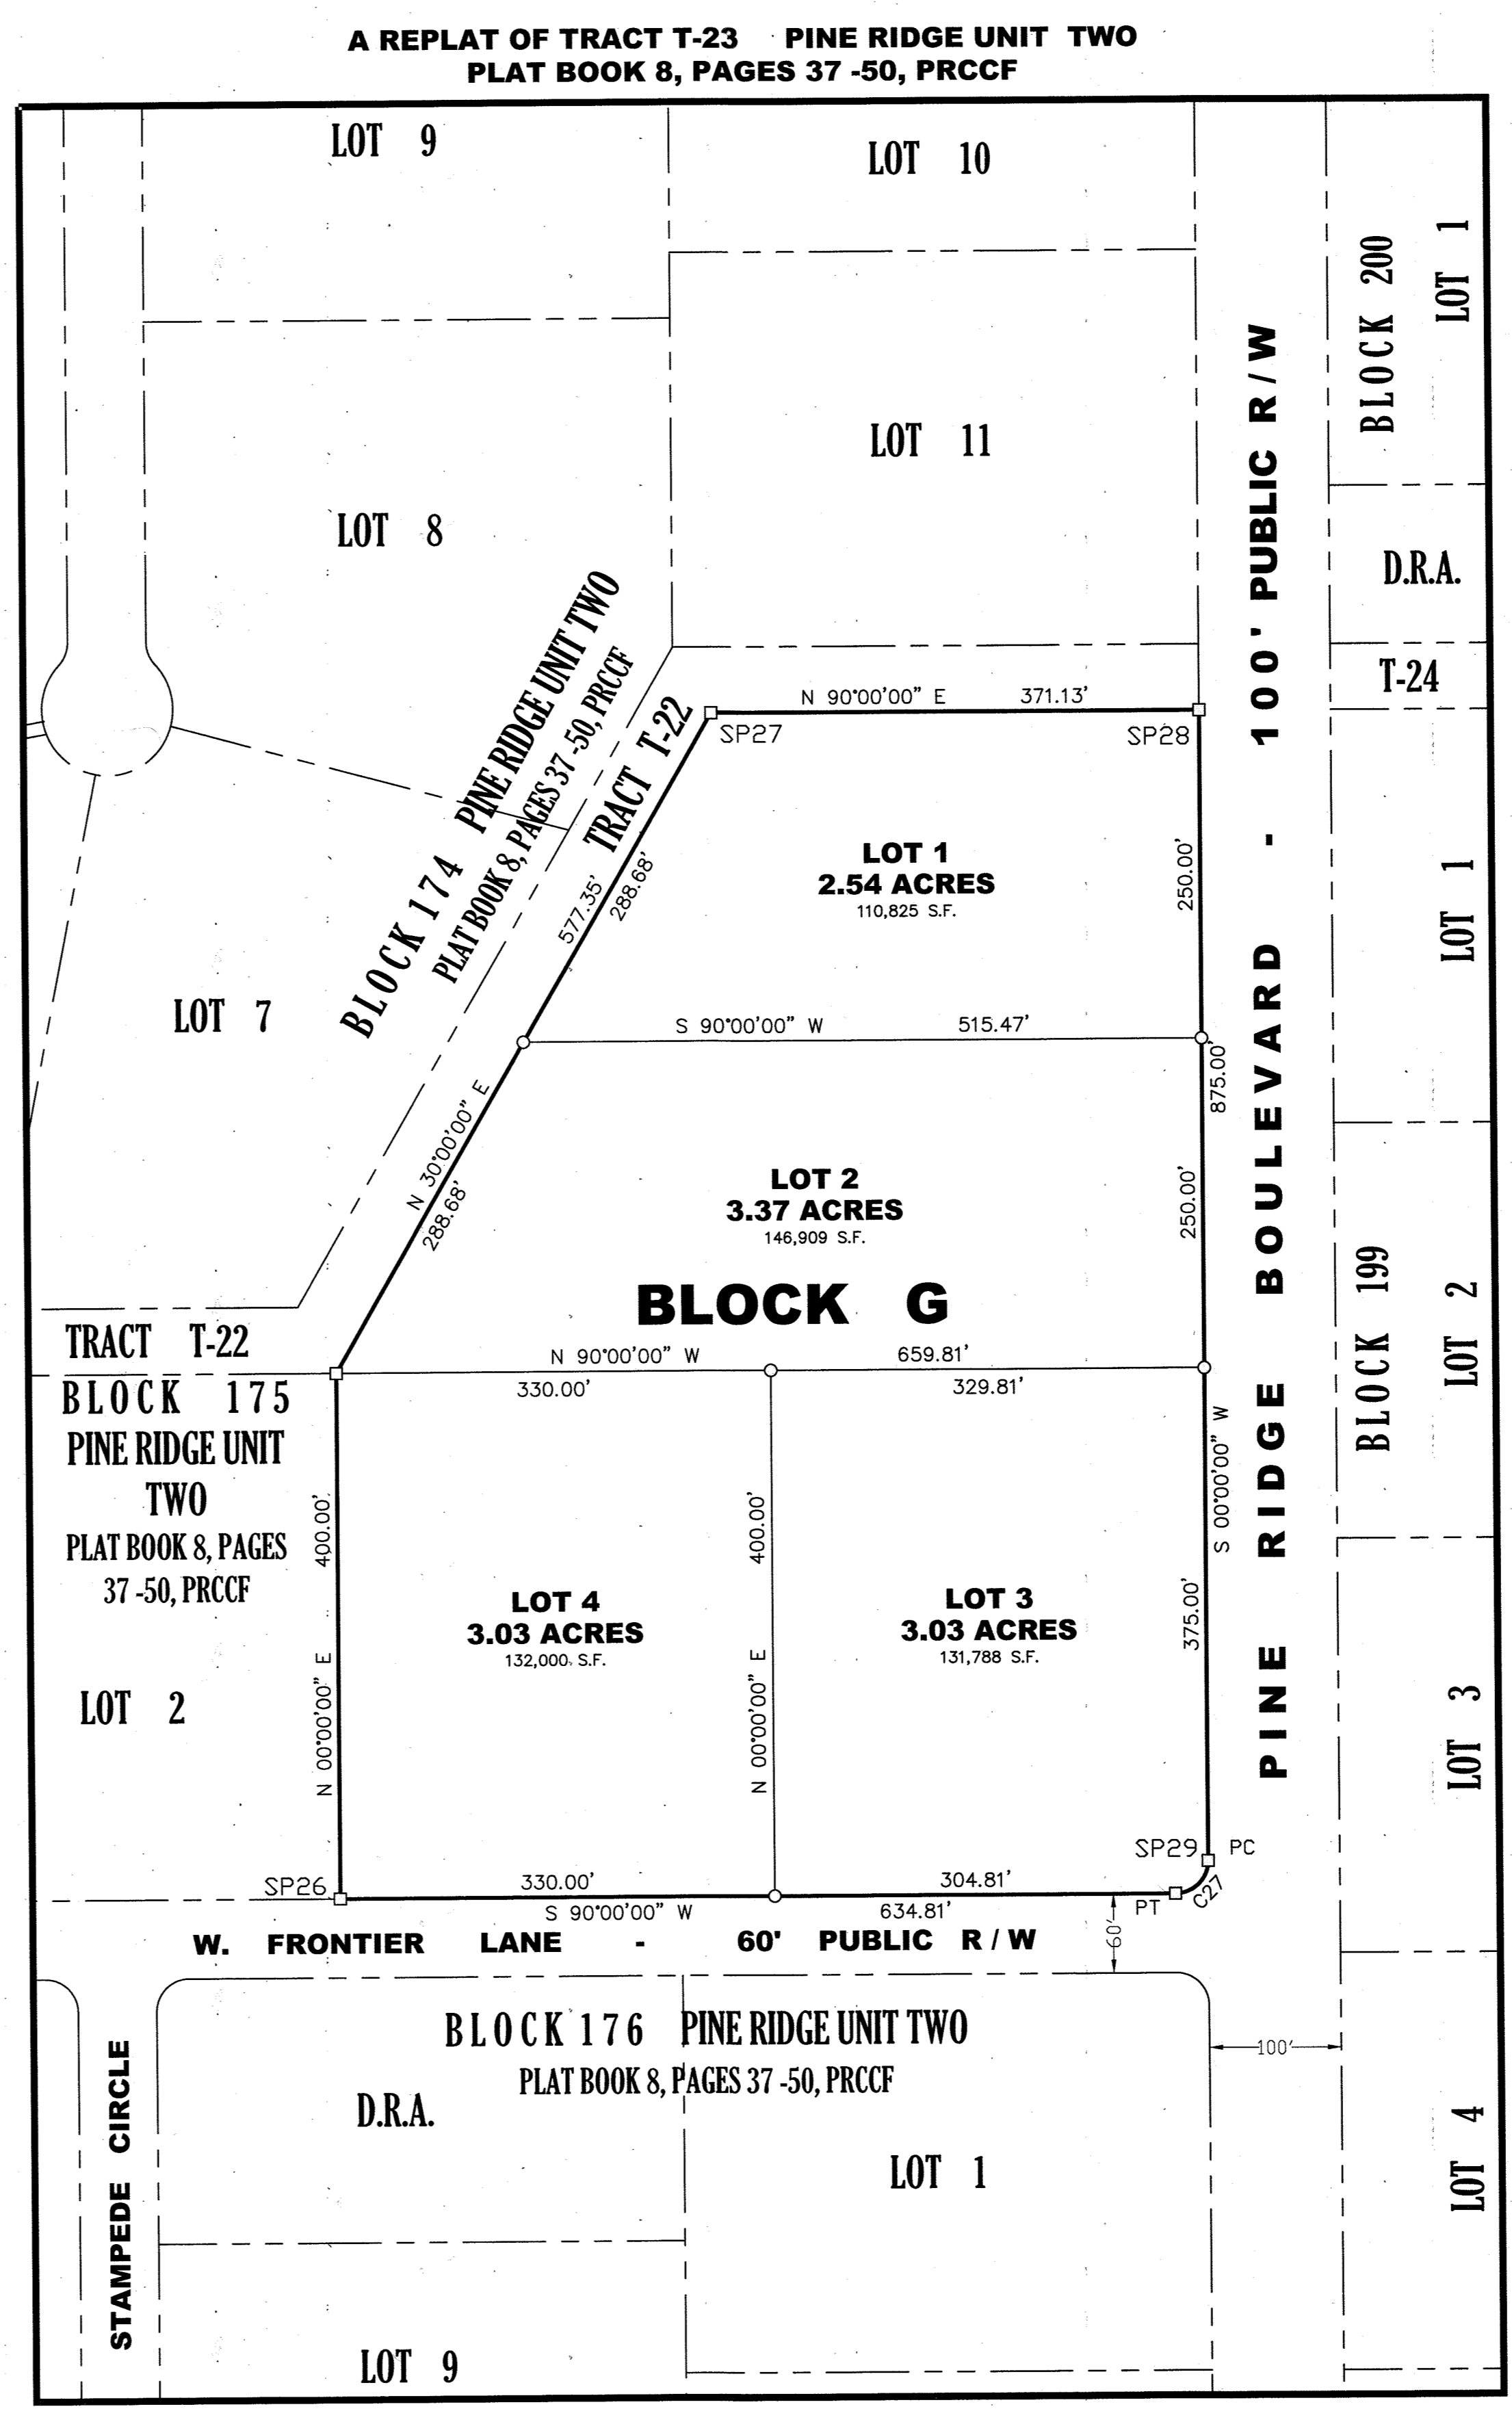 A REPLAT OF TRACT T-23 PINE RIDGE UNIT TWO
PLAT BOOK 8, PAGES 37 -50, PRCCF
LOT 9
LOT 10
BLOCK 200
LOT 1
LOT 11
LOT 8
D.R.A.
T-24
BLOCK 174 PINE RIDGE UNIT TWO
PLAT BOOK 8, PAGES 37 -50, PRCCF
TRACT T-22
N 90°00'00" E 371.13'
SP27
SP28
577.35'
288.68'
LOT 1
2.54 ACRES
110,825 S.F.
250.00'
PINE RIDGE BOULEVARD - 100' PUBLIC R/W
LOT 1
LOT 7
S 90°00'00" W 515.47'
875.00'
N 30°00'00" E
288.68'
LOT 2
3.37 ACRES
146,909 S.F.
250.00'
BLOCK G
BLOCK 199
LOT 2
TRACT T-22
N 90°00'00" W 659.81'
330.00'
329.81'
BLOCK 175
PINE RIDGE UNIT
TWO
PLAT BOOK 8, PAGES
37 -50, PRCCF
LOT 2
400.00'
N 00°00'00" E
400.00'
N 00°00'00" E
S 00°00'00" W
375.00'
LOT 4
3.03 ACRES
132,000 S.F.
LOT 3
3.03 ACRES
131,788 S.F.
LOT 3
SP26
330.00'
304.81'
SP29
PC
C27
PT
S 90°00'00" W 634.81'
W. FRONTIER LANE - 60' PUBLIC R/W
60'
BLOCK 176 PINE RIDGE UNIT TWO
PLAT BOOK 8, PAGES 37 -50, PRCCF
100'
D.R.A.
LOT 1
LOT 4
STAMPEDE CIRCLE
LOT 9